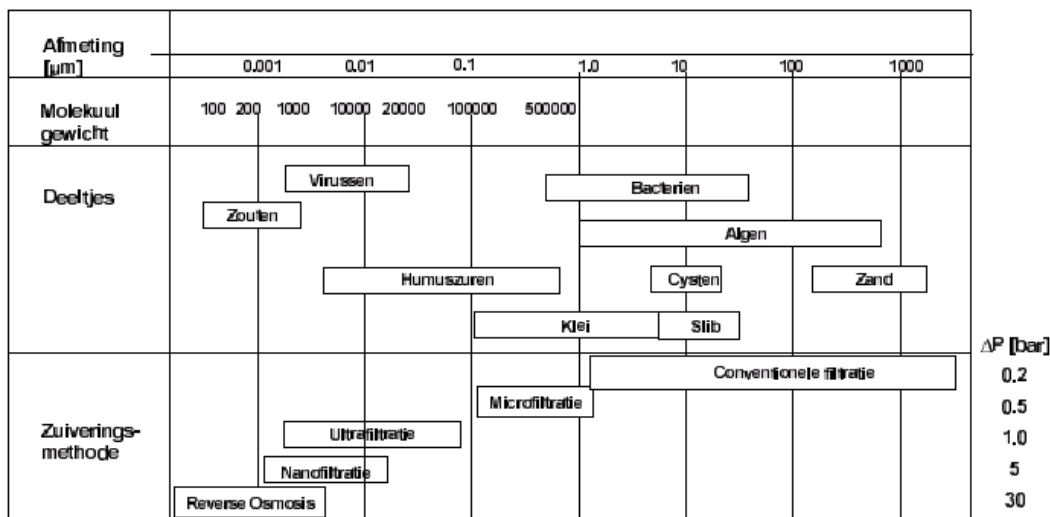 Afmeting
[µm]
0.001 0.01 0.1 1.0 10 100 1000
Molekuul
gewicht
100 200 1000 10000 20000 100000 500000
Deeltjes
Virussen
Bacterien
Zouten
Algen
Humuszuren
Cysten
Zand
Klei
Slib
ΔP [bar]
Conventionele filtratie
0.2
Microfiltratie
0.5
Zuiverings-
methode
Ultrafiltratie
1.0
Nanofiltratie
5
Reverse Osmosis
30